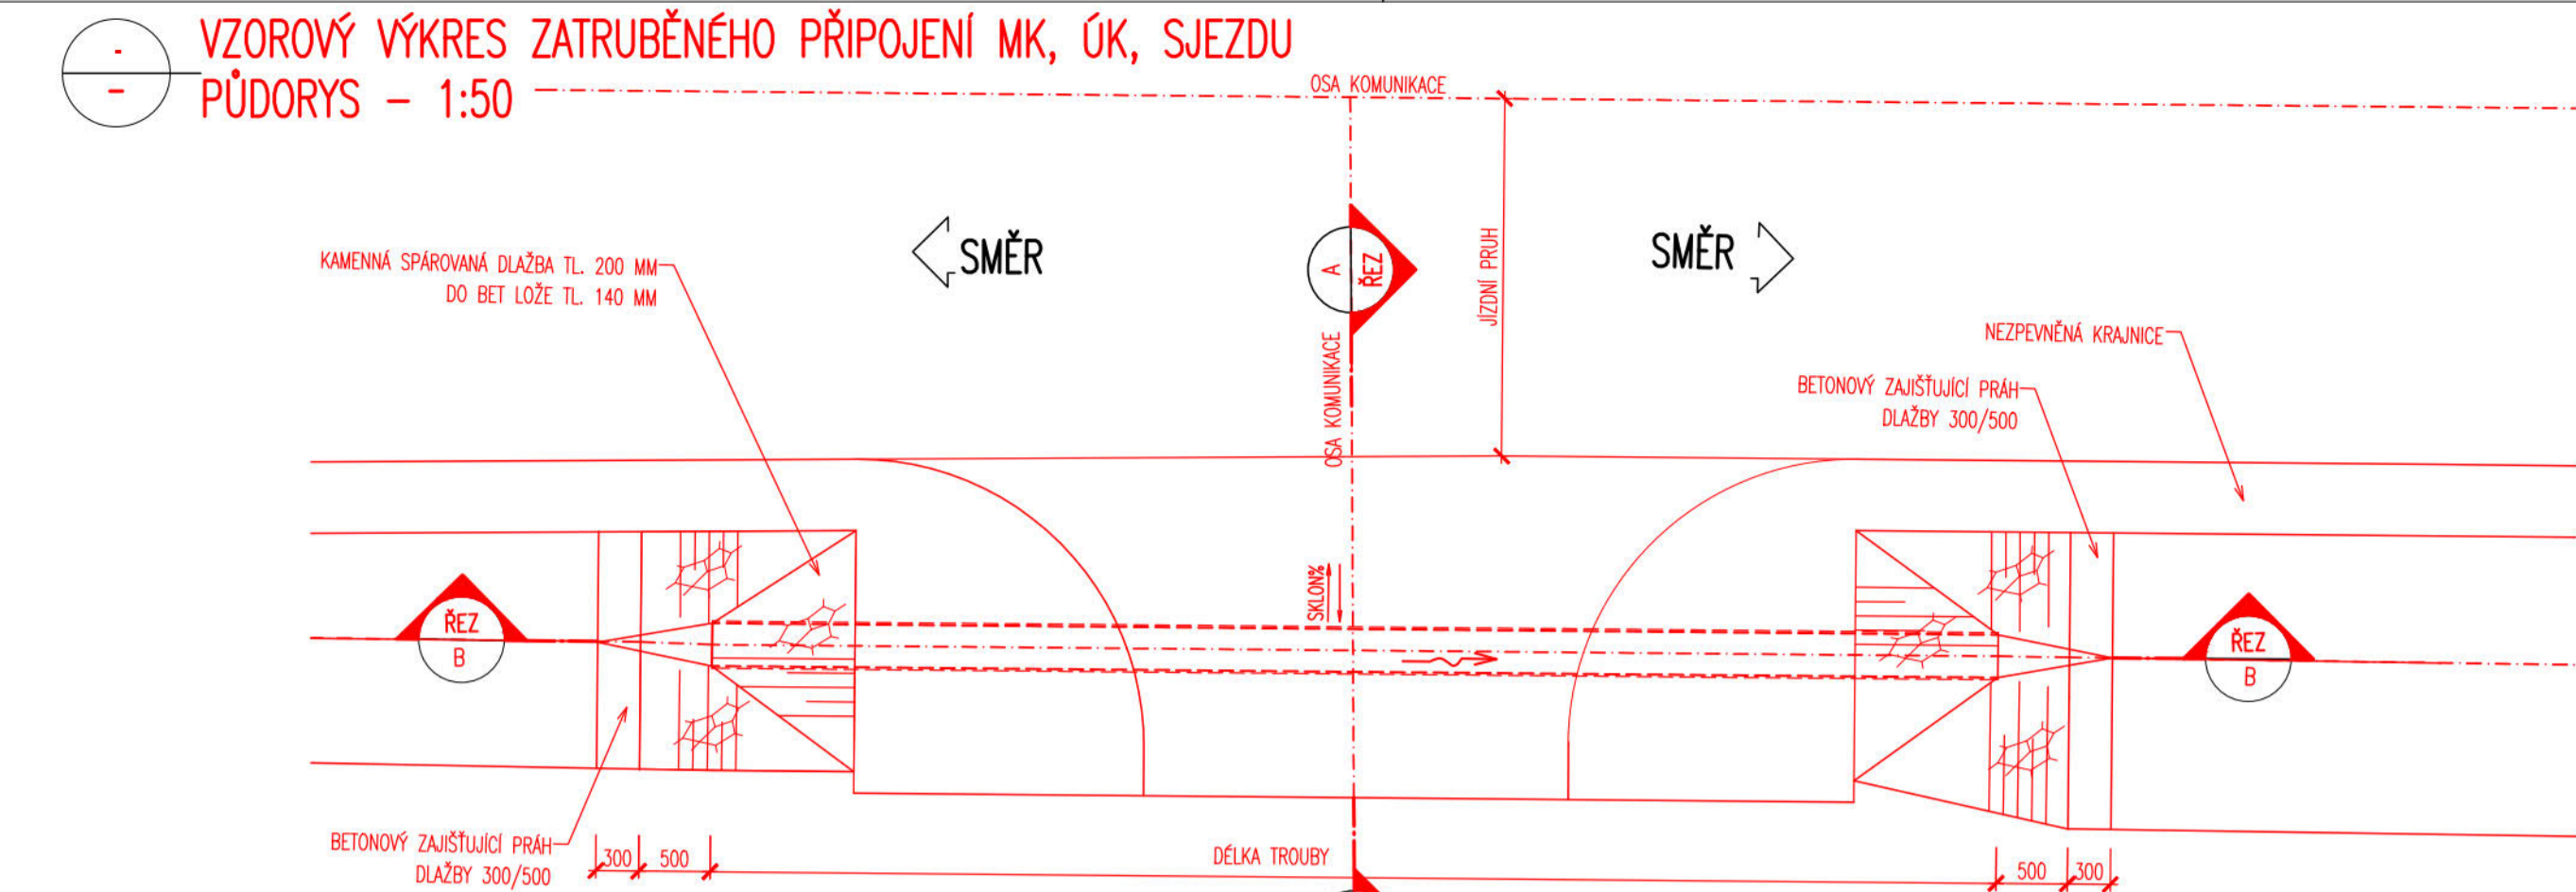 VZOROVÝ VÝKRES ZATRUBĚNÉHO PŘIPOJENÍ MK, ÚK, SJEZDU
PŮDORYS – 1:50
OSA KOMUNIKACE
SMĚR
A
ŘEZ
JÍZDNÍ PRUH
SMĚR
KAMENNÁ SPÁROVANÁ DLAŽBA TL. 200 MM
DO BET LOŽE TL. 140 MM
OSA KOMUNIKACE
NEZPEVNĚNÁ KRAJNICE
BETONOVÝ ZAJIŠŤUJÍCÍ PRÁH
DLAŽBY 300/500
SKLON%
ŘEZ
B
ŘEZ
B
BETONOVÝ ZAJIŠŤUJÍCÍ PRÁH
DLAŽBY 300/500
300
500
DÉLKA TROUBY
500
300